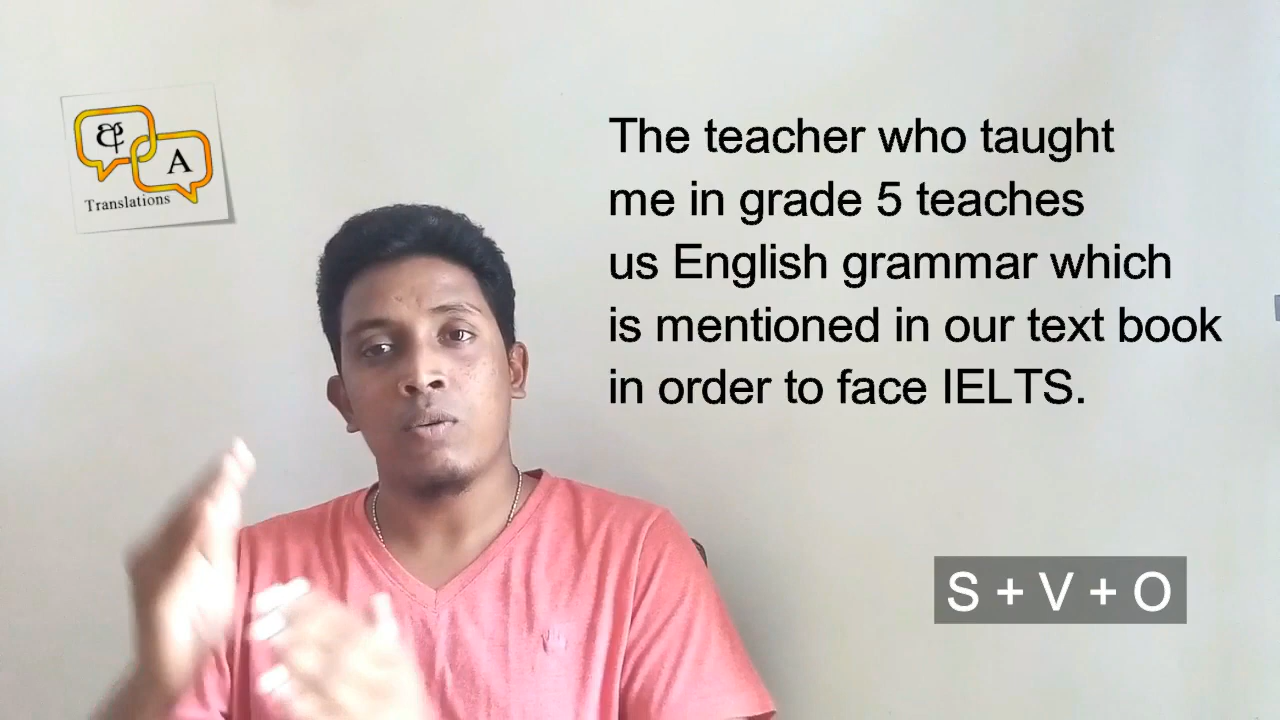 අ
A
Translations
The teacher who taught
me in grade 5 teaches
us English grammar which
is mentioned in our text book
in order to face IELTS.
S + V + O